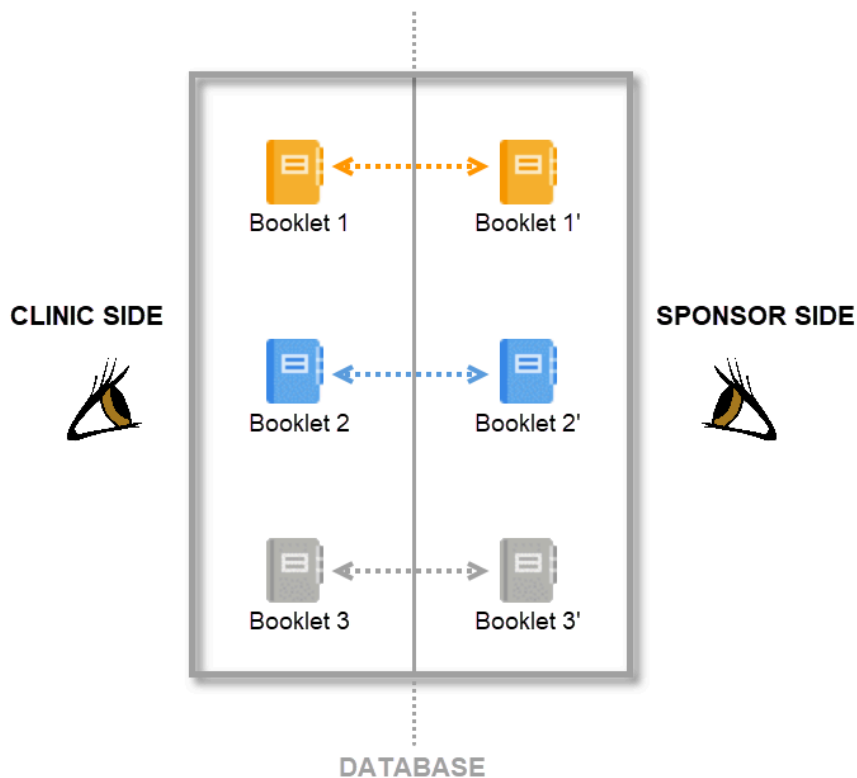 Booklet 1
Booklet 1'
CLINIC SIDE
SPONSOR SIDE
Booklet 2
Booklet 2'
Booklet 3
Booklet 3'
DATABASE